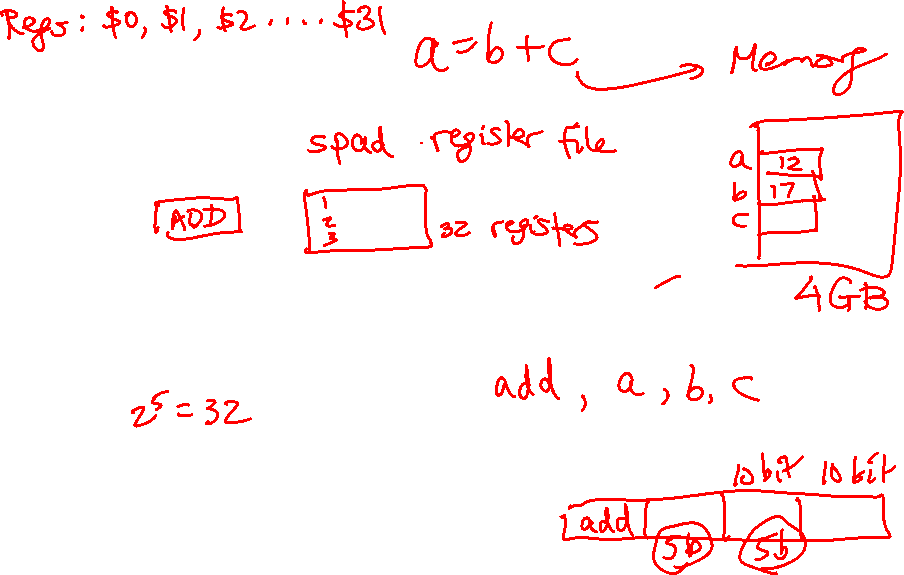 Regs: $0, $1, $2 ..... $31
a=b+c
Memory
spad register file
a 12
b 17
c
ADD
1
2
3
32 registers
4GB
add, a, b, c
2^5 = 32
10 bit 10 bit
add
5b 5b